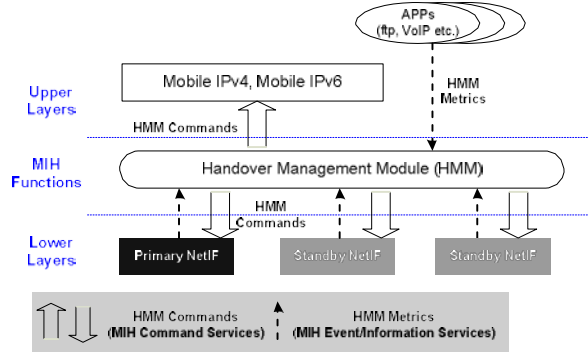 APPs
(ftp, VoIP etc.)
Mobile IPv4, Mobile IPv6
HMM
Metrics
Upper
Layers
HMM Commands
MIH
Functions
Handover Management Module (HMM)
HMM
Commands
Lower
Layers
Primary NetIF
Standby NetIF
Standby NetIF
HMM Commands
(MIH Command Services)
HMM Metrics
(MIH Event/Information Services)